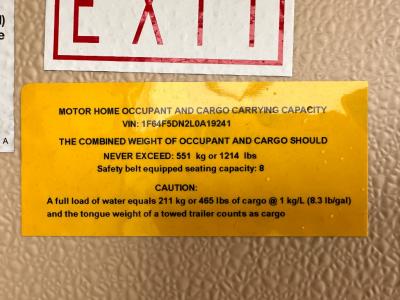 EXIT
)
e
A
MOTOR HOME OCCUPANT AND CARGO CARRYING CAPACITY
VIN: 1F64F5DN2L0A19241
THE COMBINED WEIGHT OF OCCUPANT AND CARGO SHOULD
NEVER EXCEED: 551 kg or 1214 lbs
Safety belt equipped seating capacity: 8
CAUTION:
A full load of water equals 211 kg or 465 lbs of cargo @ 1 kg/L (8.3 lb/gal)
and the tongue weight of a towed trailer counts as cargo